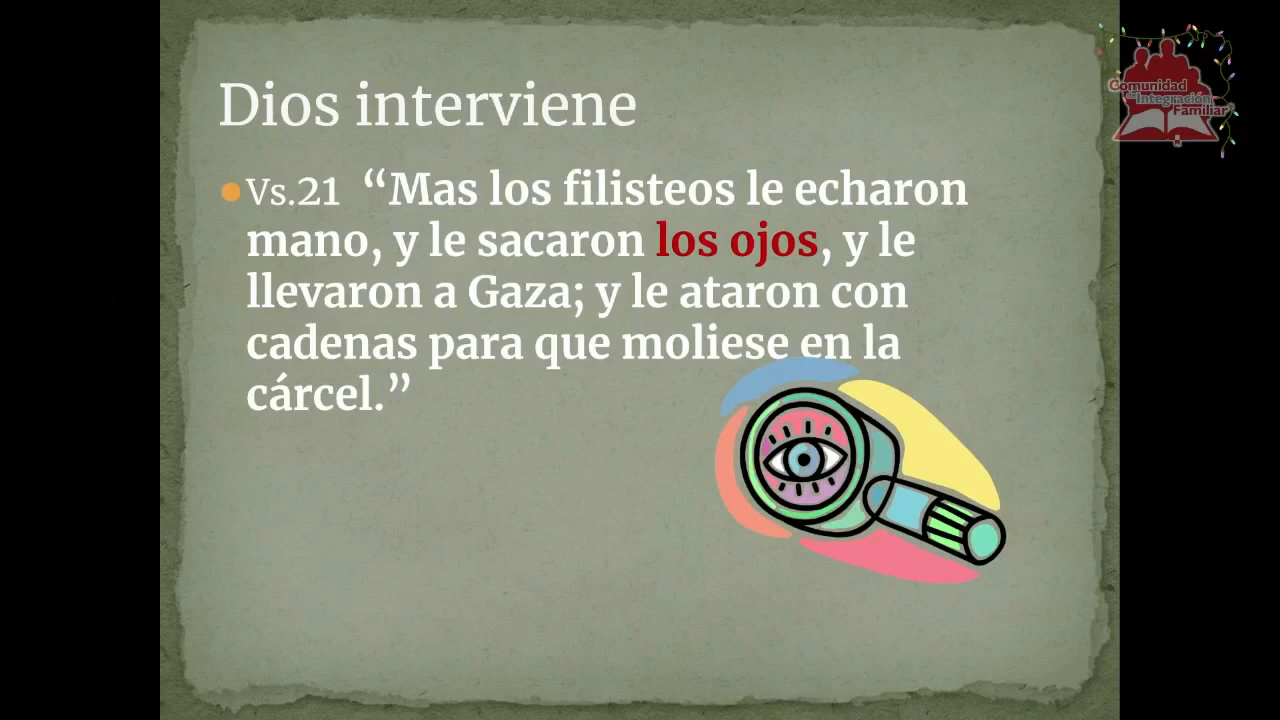 Dios interviene
Vs.21 “Mas los filisteos le echaron
mano, y le sacaron los ojos, y le
llevaron a Gaza; y le ataron con
cadenas para que moliese en la
cárcel.”
Comunidad
de Integración
Familiar